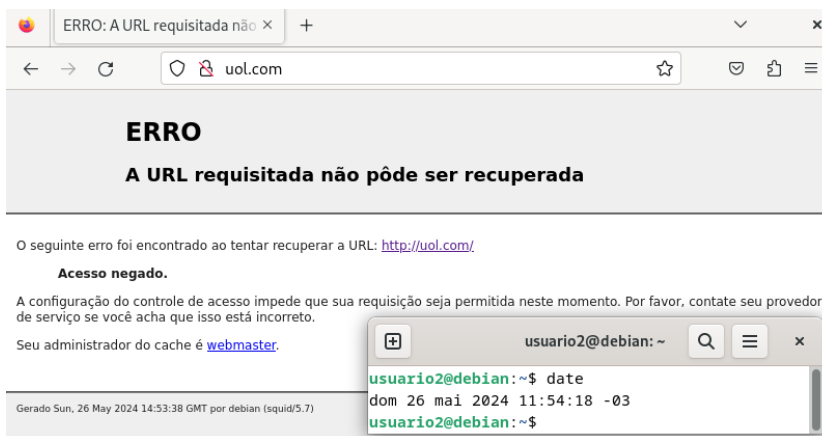 ERRO: A URL requisitada não
uol.com
ERRO
A URL requisitada não pôde ser recuperada
O seguinte erro foi encontrado ao tentar recuperar a URL: http://uol.com/
Acesso negado.
A configuração do controle de acesso impede que sua requisição seja permitida neste momento. Por favor, contate seu provedor
de serviço se você acha que isso está incorreto.
Seu administrador do cache é webmaster.
Gerado Sun, 26 May 2024 14:53:38 GMT por debian (squid/5.7)
usuario2@debian: ~
usuario2@debian:~$ date
dom 26 mai 2024 11:54:18 -03
usuario2@debian:~$